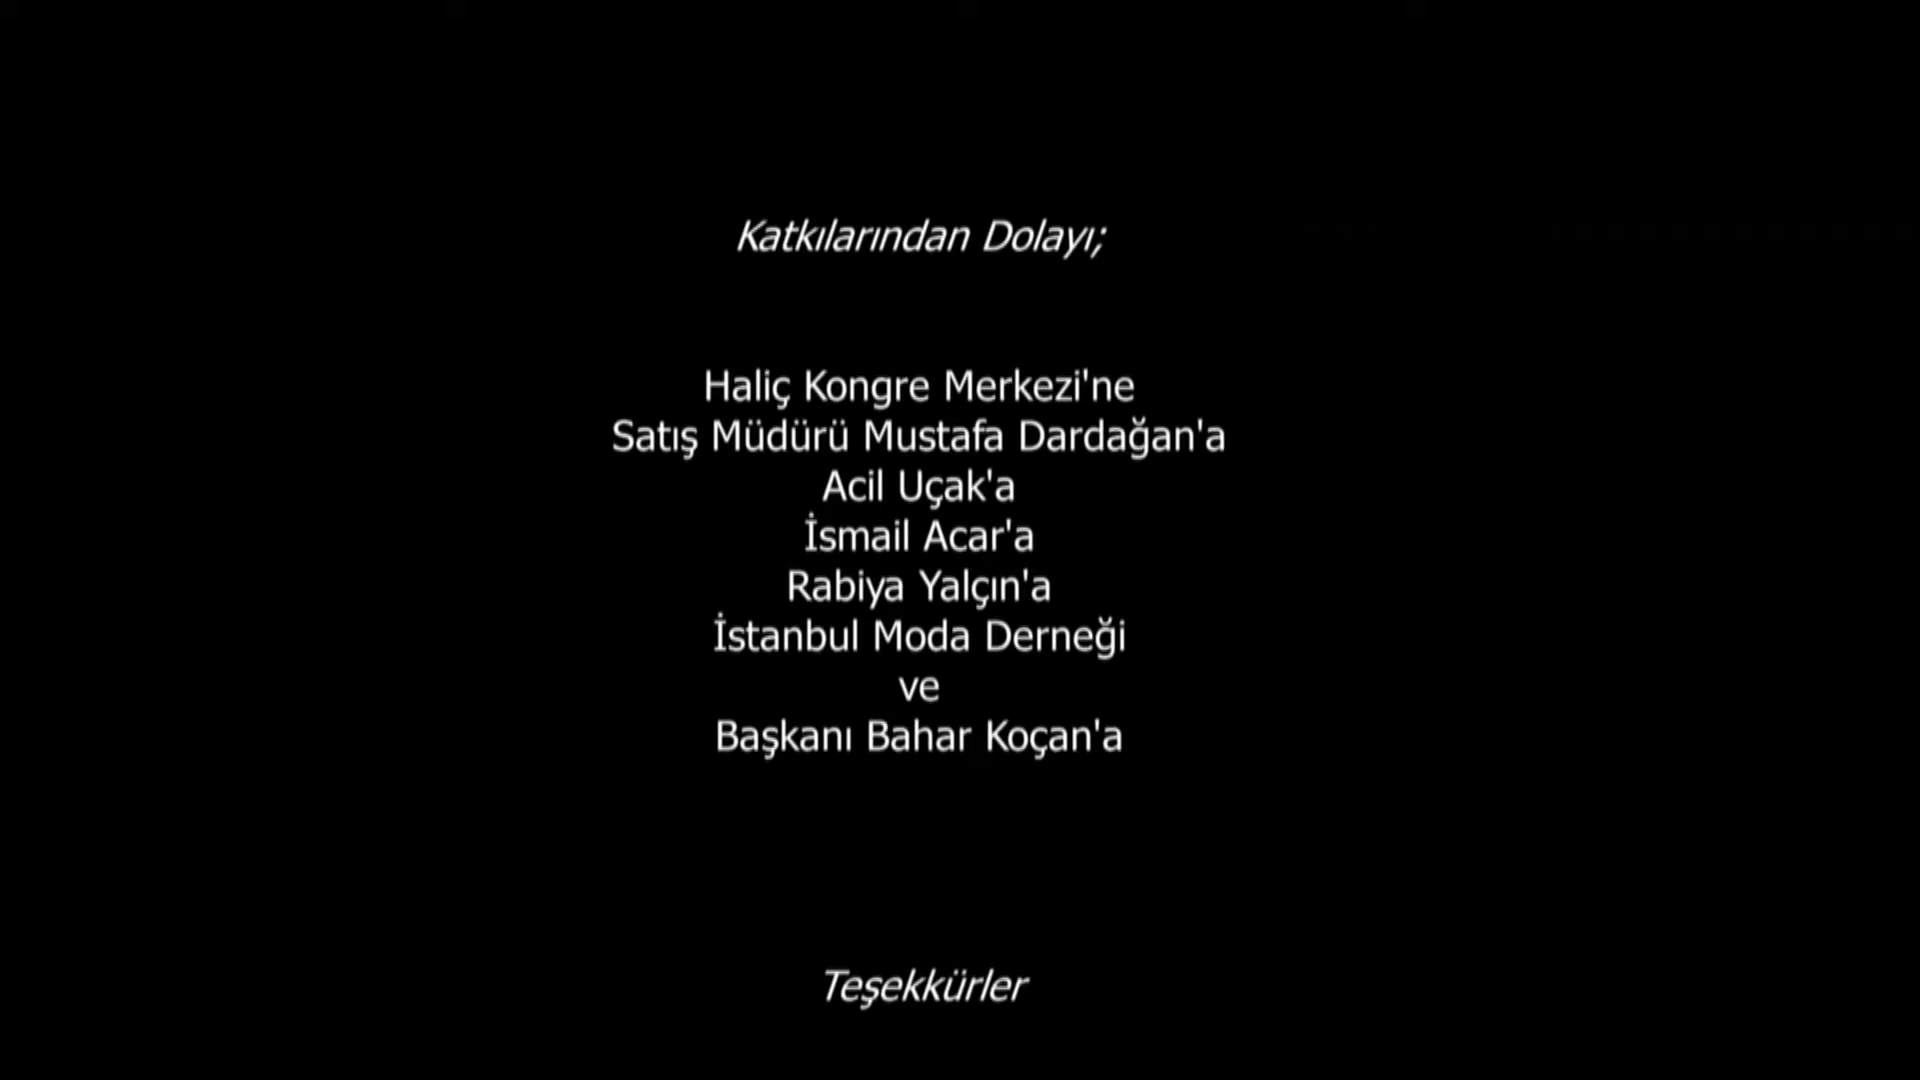 Katkılarından Dolayı;
Haliç Kongre Merkezi'ne
Satış Müdürü Mustafa Dardağan'a
Acil Uçak'a
İsmail Acar'a
Rabiya Yalçın'a
İstanbul Moda Derneği
ve
Başkanı Bahar Koçan'a
Teşekkürler